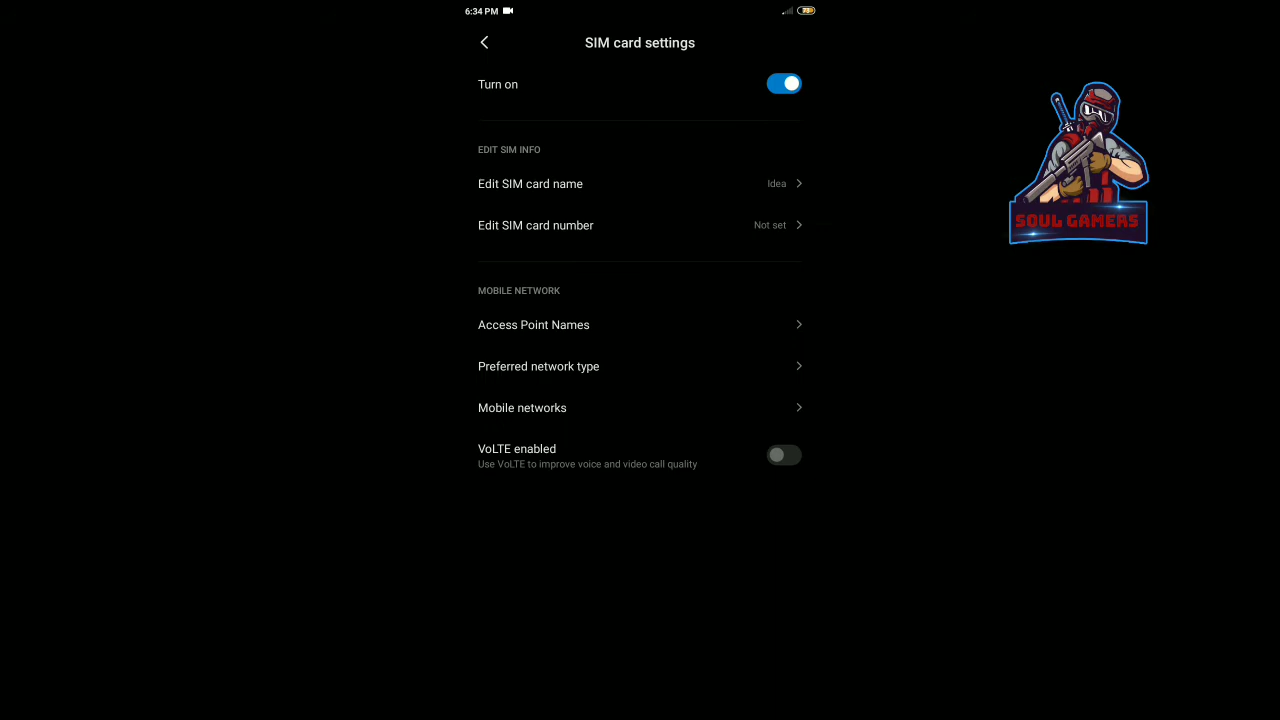 6:34 PM
73
SIM card settings
Turn on
EDIT SIM INFO
Edit SIM card name
Idea
Edit SIM card number
Not set
MOBILE NETWORK
Access Point Names
Preferred network type
Mobile networks
VoLTE enabled
Use VoLTE to improve voice and video call quality
SOUL GAMERS